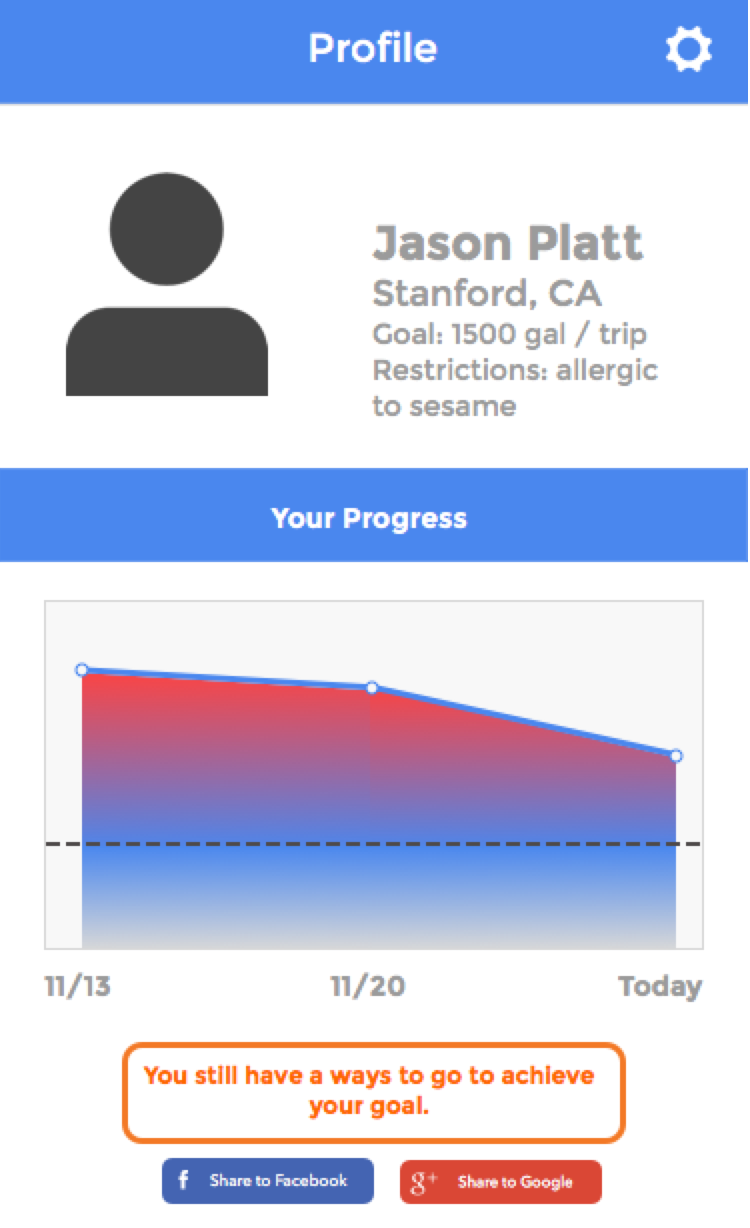 Profile
Jason Platt
Stanford, CA
Goal: 1500 gal / trip
Restrictions: allergic
to sesame
Your Progress
11/13
11/20
Today
You still have a ways to go to achieve
your goal.
f Share to Facebook
g+ Share to Google